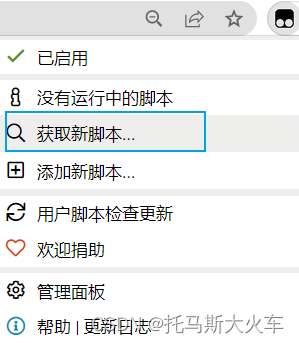 已启用
没有运行中的脚本
获取新脚本...
添加新脚本...
用户脚本检查更新
欢迎捐助
管理面板
帮助 | 更新日志
CSDN @托马斯大火车